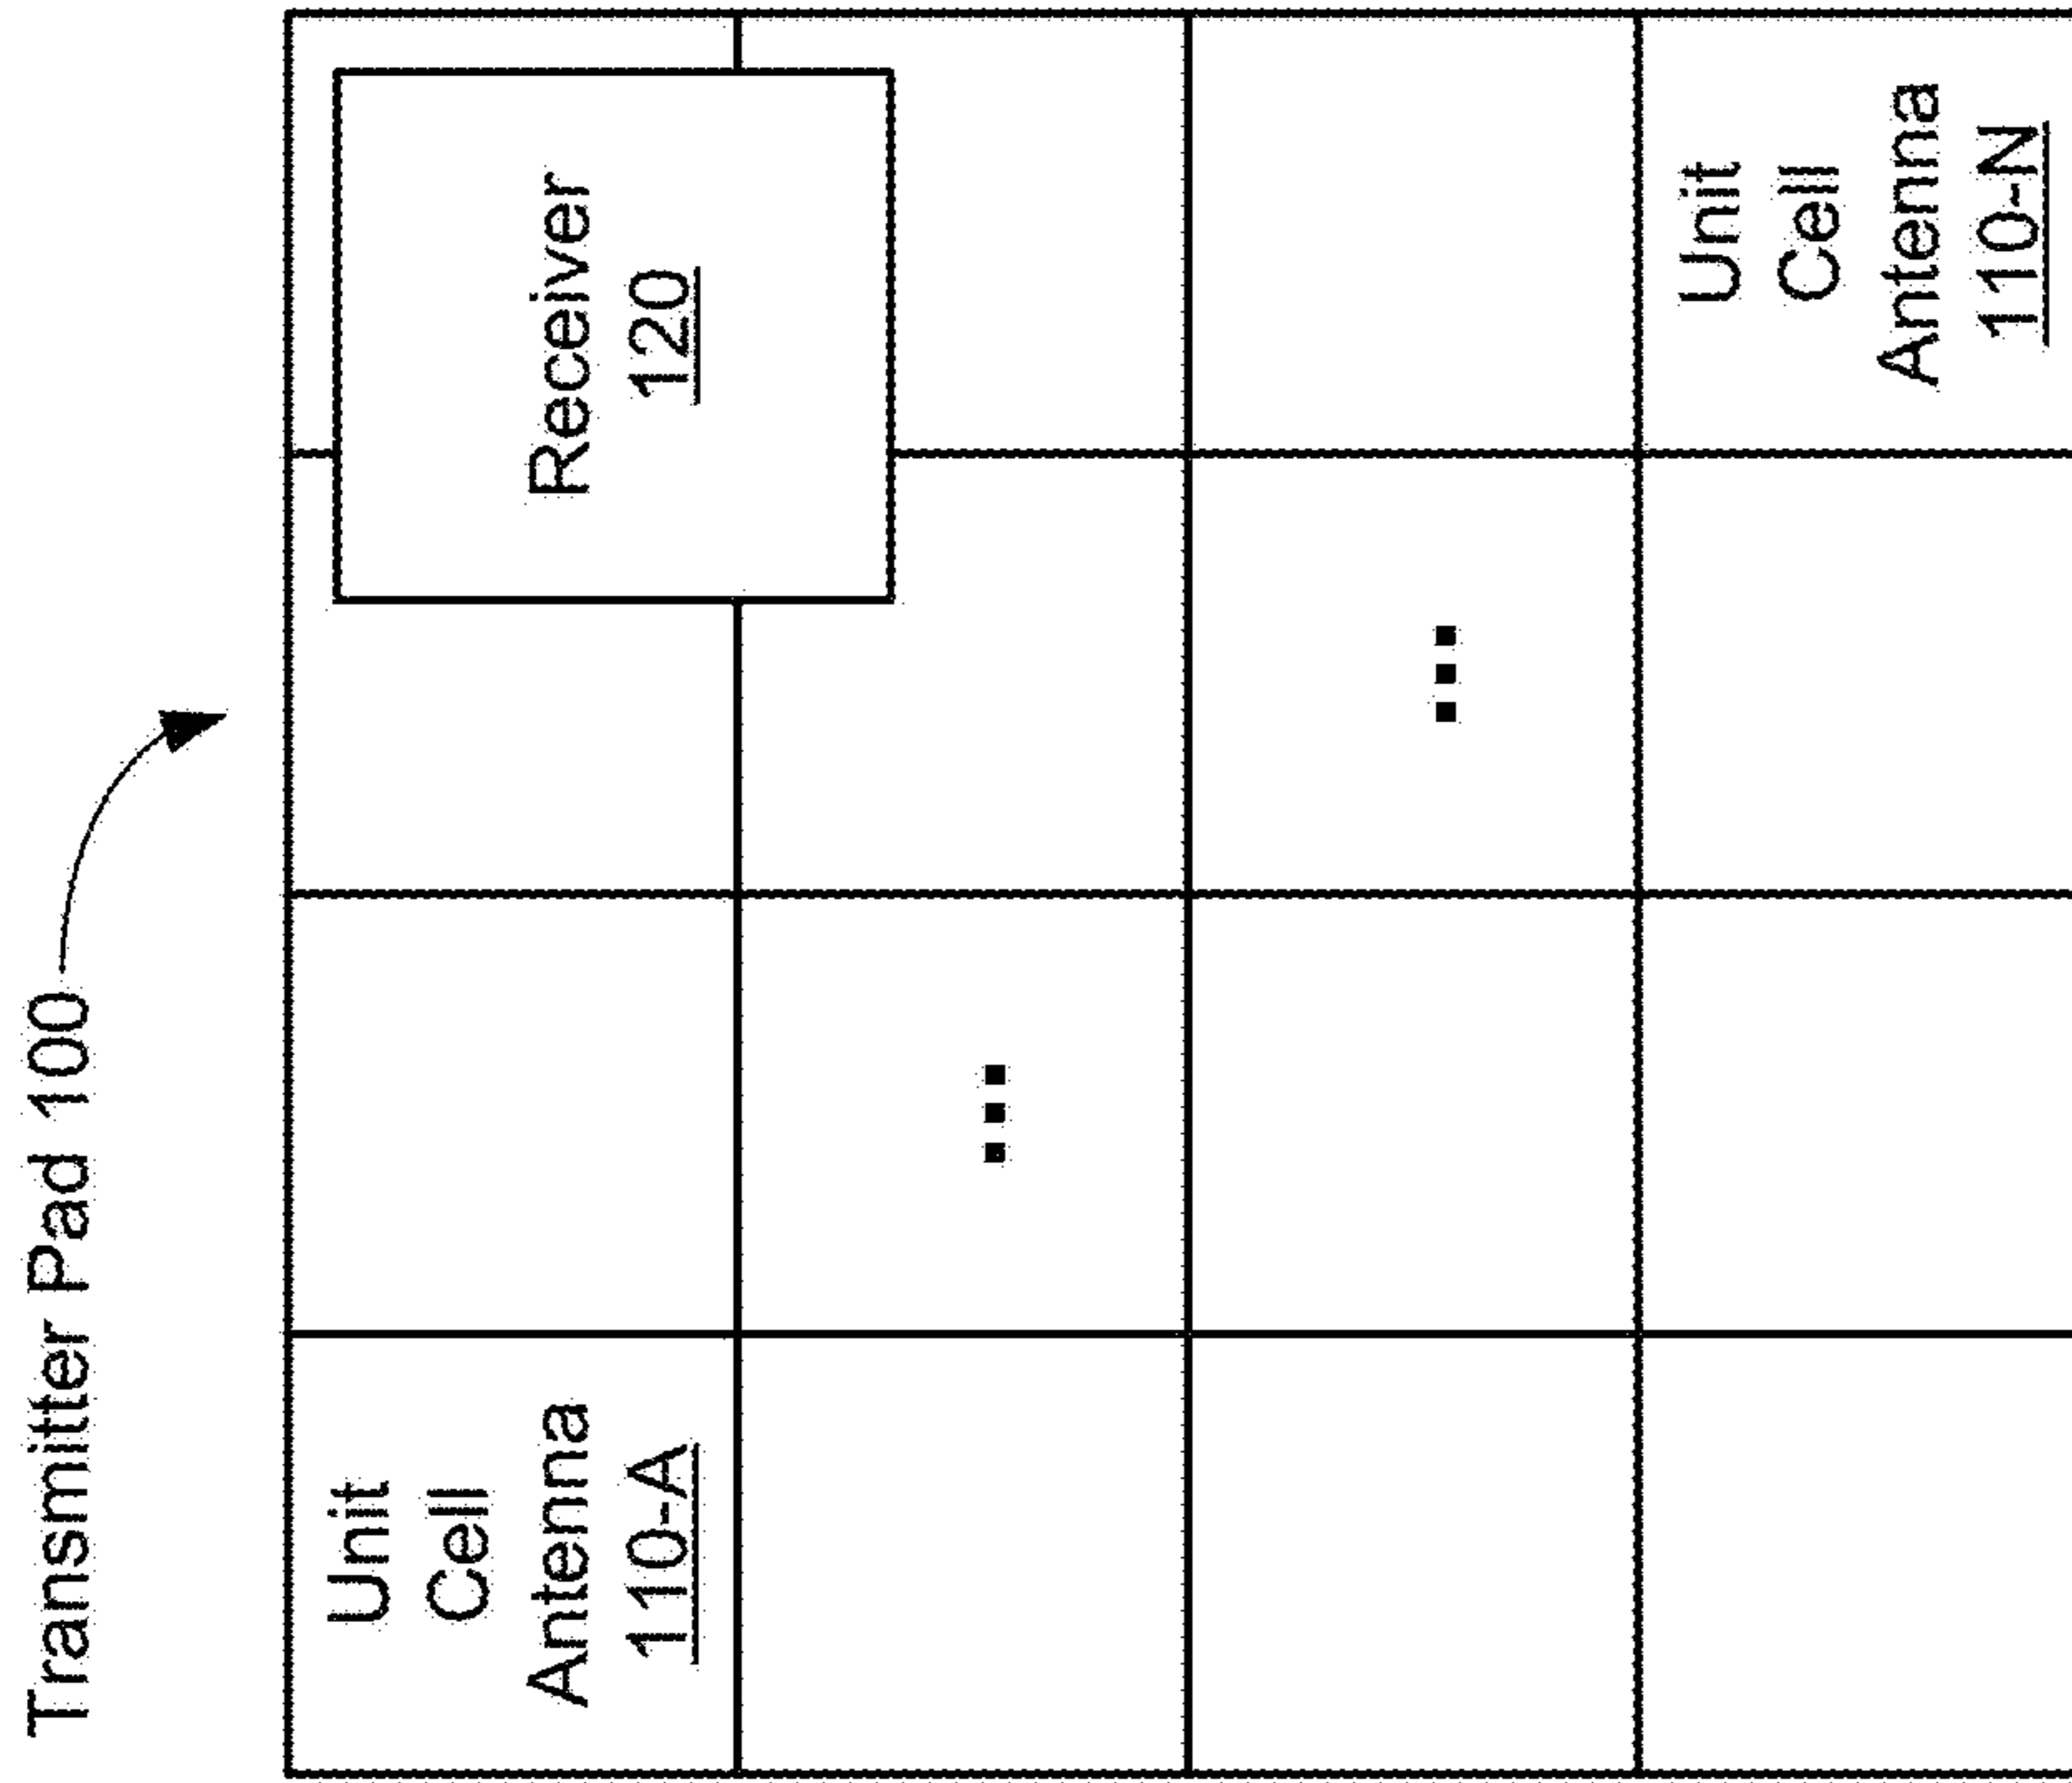 Transmitter Pad 100
Unit
Cell
Antenna
110-A
Receiver
120
...
...
Unit
Cell
Antenna
110-N